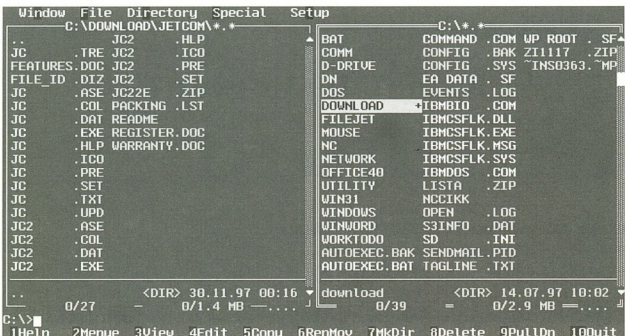 Window File Directory Special Setup
C:\DOWNLOAD\JETCOM\*.*
.. JC2 .HLP
JC .TRE JC2 .ICO
FEATURES.DOC JC2 .PRE
FILE_ID .DIZ JC2 .SET
JC .ASE JC22E .ZIP
JC .COL PACKING .LST
JC .DAT README
JC .EXE REGISTER.DOC
JC .HLP WARRANTY.DOC
JC .ICO
JC .PRE
JC .SET
JC .TXT
JC .UPD
JC2 .ASE
JC2 .COL
JC2 .DAT
JC2 .EXE
.. <DIR> 30.11.97 00:16
0/27 — 0/1.4 MB
C:\*.*
BAT COMMAND .COM WP ROOT . SF
COMM CONFIG .BAK ZI1117 .ZIP
D-DRIVE CONFIG .SYS ~INS0363.~MP
DN EA DATA . SF
DOS EVENTS .LOG
DOWNLOAD +IBMBIO .COM
FILEJET IBMCSFLK.DLL
MOUSE IBMCSFLK.EXE
NC IBMCSFLK.MSG
NETWORK IBMCSFLK.SYS
OFFICE40 IBMDOS .COM
UTILITY LISTA .ZIP
WIN31 NCCIKK
WINDOWS OPEN .LOG
WINWORD S3INFO .DAT
WORKTODO SD .INI
AUTOEXEC.BAK SENDMAIL.PID
AUTOEXEC.BAT TAGLINE .TXT
download <DIR> 14.07.97 10:02
0/39 = 0/2.9 MB
C:\>
1Help 2Menue 3View 4Edit 5Copy 6RenMov 7MkDir 8Delete 9PullDn 10Quit